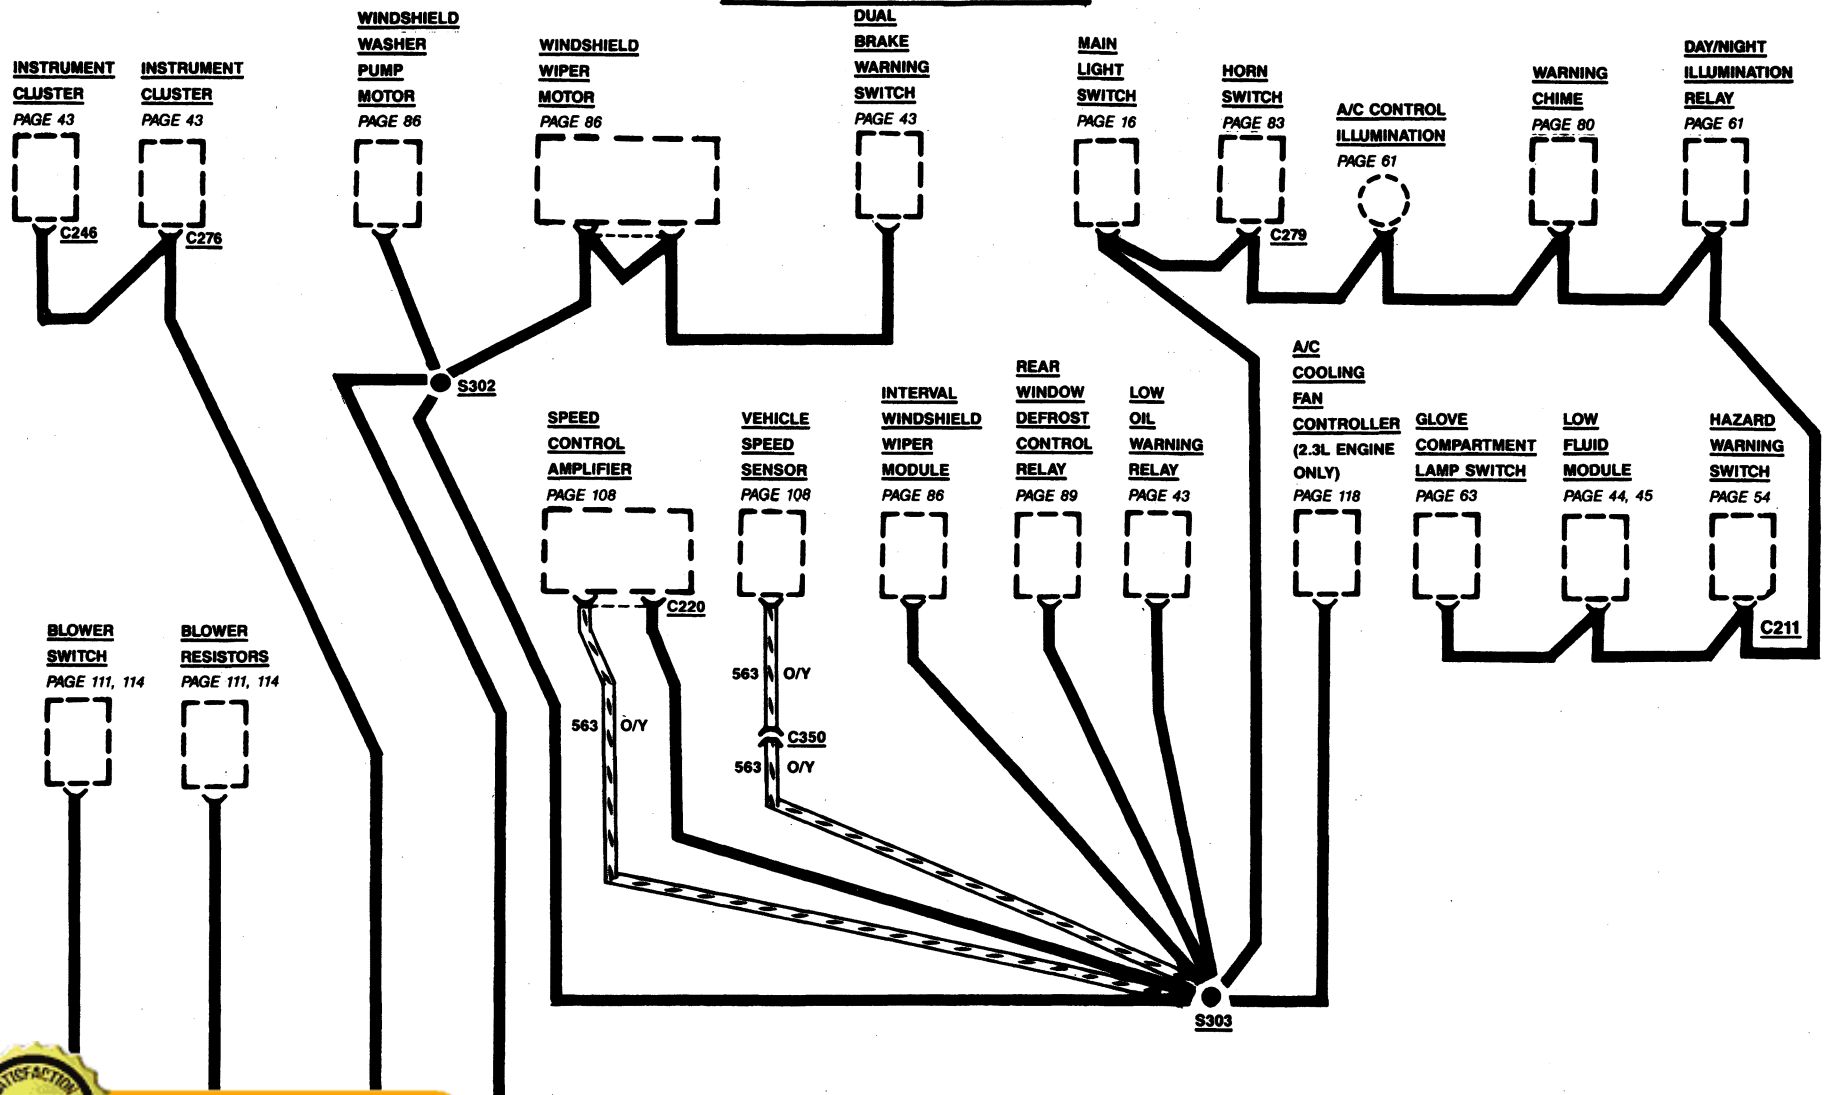 INSTRUMENT
CLUSTER
PAGE 43
INSTRUMENT
CLUSTER
PAGE 43
WINDSHIELD
WASHER
PUMP
MOTOR
PAGE 86
WINDSHIELD
WIPER
MOTOR
PAGE 86
DUAL
BRAKE
WARNING
SWITCH
PAGE 43
MAIN
LIGHT
SWITCH
PAGE 16
HORN
SWITCH
PAGE 83
A/C CONTROL
ILLUMINATION
PAGE 61
WARNING
CHIME
PAGE 80
DAY/NIGHT
ILLUMINATION
RELAY
PAGE 61
C246
C276
C279
S302
SPEED
CONTROL
AMPLIFIER
PAGE 108
VEHICLE
SPEED
SENSOR
PAGE 108
INTERVAL
WINDSHIELD
WIPER
MODULE
PAGE 86
REAR
WINDOW
DEFROST
CONTROL
RELAY
PAGE 89
LOW
OIL
WARNING
RELAY
PAGE 43
A/C
COOLING
FAN
CONTROLLER
(2.3L ENGINE
ONLY)
PAGE 118
GLOVE
COMPARTMENT
LAMP SWITCH
PAGE 63
LOW
FLUID
MODULE
PAGE 44, 45
HAZARD
WARNING
SWITCH
PAGE 54
C220
C211
BLOWER
SWITCH
PAGE 111, 114
BLOWER
RESISTORS
PAGE 111, 114
563 O/Y
563 O/Y
C350
563 O/Y
S303
ATISFACTION